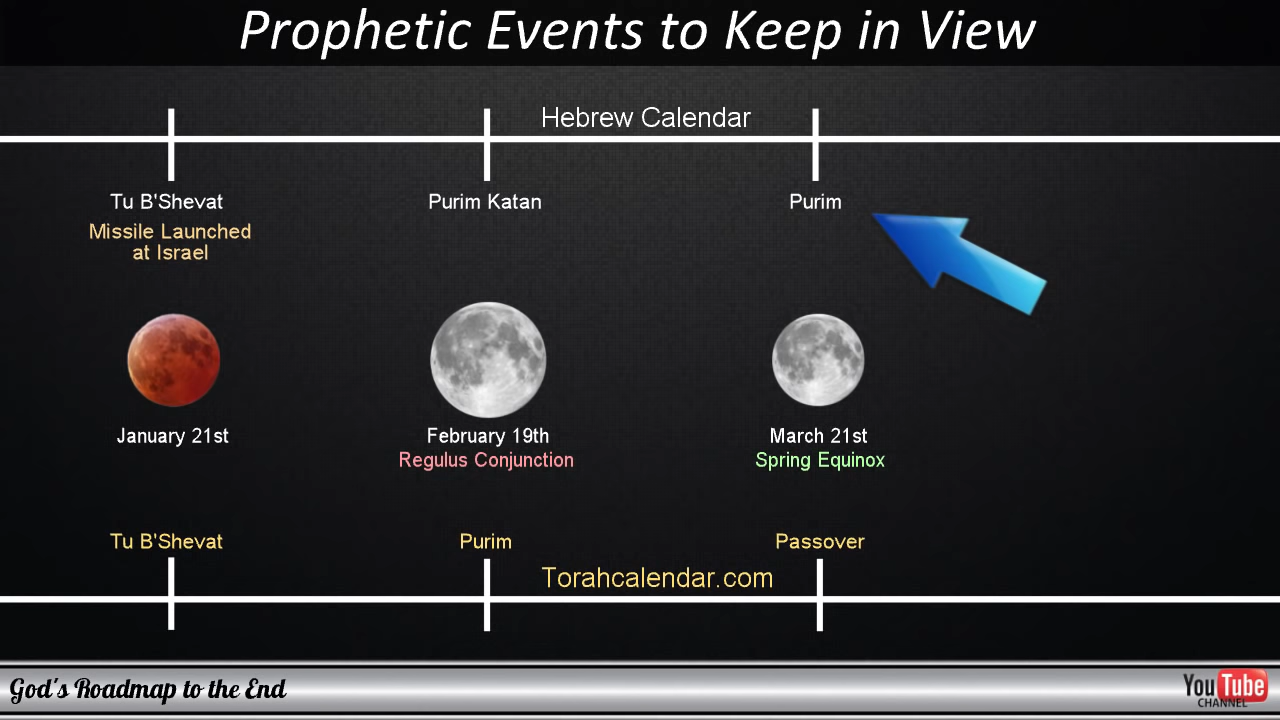 Prophetic Events to Keep in View
Hebrew Calendar
Tu B'Shevat
Missile Launched
at Israel
Purim Katan
Purim
January 21st
February 19th
Regulus Conjunction
March 21st
Spring Equinox
Tu B'Shevat
Purim
Passover
Torahcalendar.com
God's Roadmap to the End
YouTube
CHANNEL